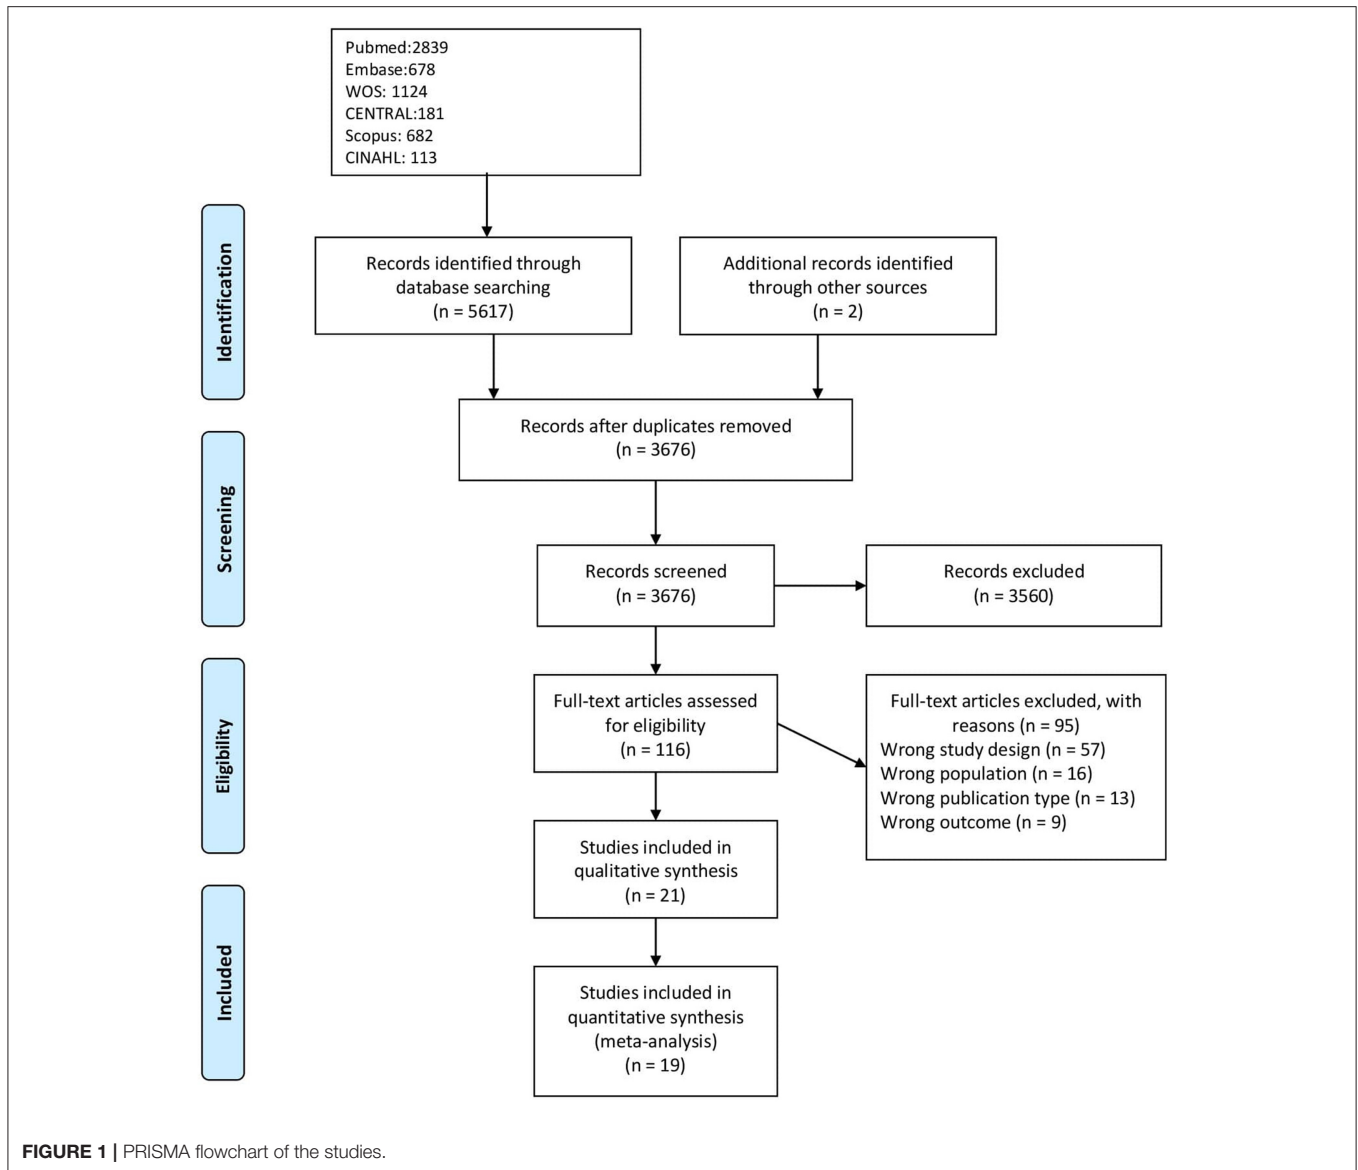 Pubmed:2839
Embase:678
WOS: 1124
CENTRAL:181
Scopus: 682
CINAHL: 113
Identification
Records identified through
database searching
(n = 5617)
Additional records identified
through other sources
(n = 2)
Records after duplicates removed
(n = 3676)
Screening
Records screened
(n = 3676)
Records excluded
(n = 3560)
Eligibility
Full-text articles assessed
for eligibility
(n = 116)
Full-text articles excluded, with
reasons (n = 95)
Wrong study design (n = 57)
Wrong population (n = 16)
Wrong publication type (n = 13)
Wrong outcome (n = 9)
Studies included in
qualitative synthesis
(n = 21)
Included
Studies included in
quantitative synthesis
(meta-analysis)
(n = 19)
FIGURE 1 | PRISMA flowchart of the studies.